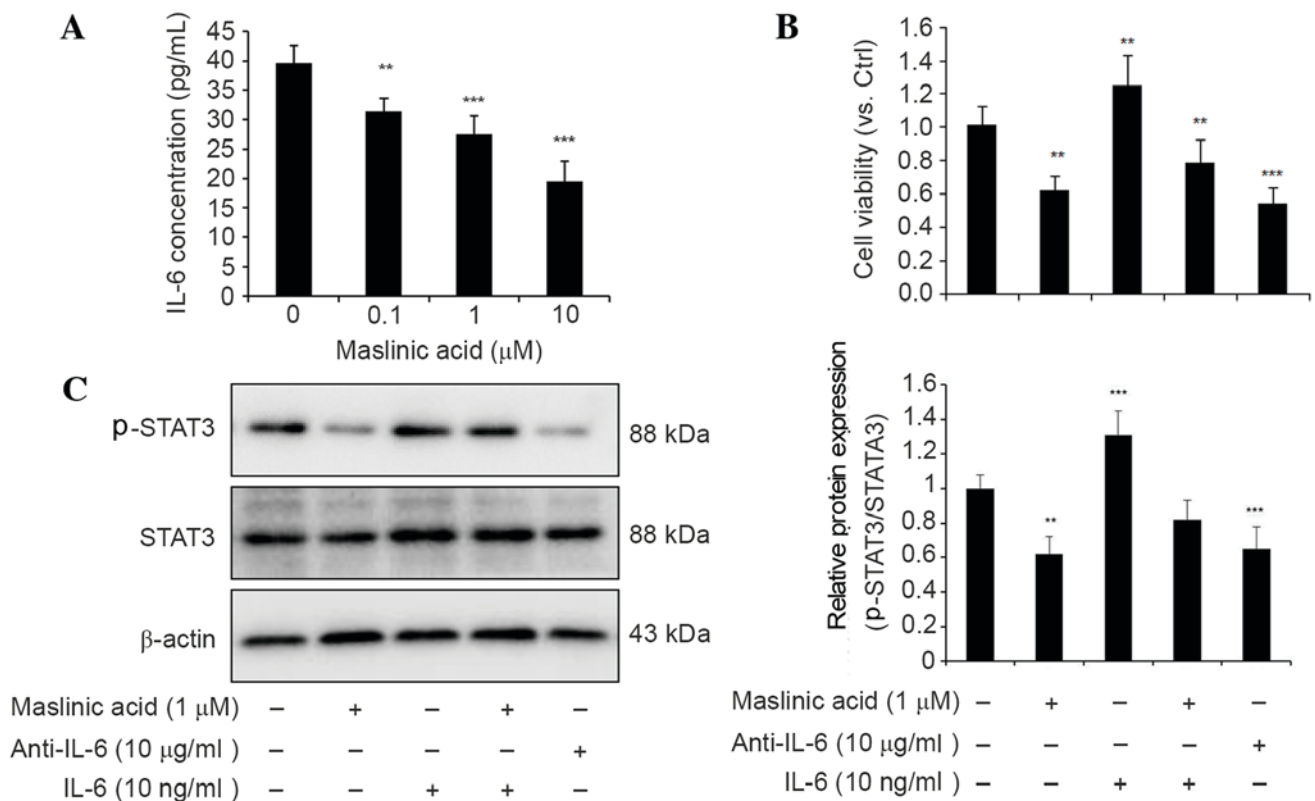 A
IL-6 concentration (pg/mL)
45
40
35
30
25
20
15
10
5
0
**
***
***
0 0.1 1 10
Maslinic acid (μM)
B
Cell viability (vs. Ctrl)
1.6
1.4
1.2
1.0
0.8
0.6
0.4
0.2
0.0
**
**
**
***
C
p-STAT3 88 kDa
STAT3 88 kDa
β-actin 43 kDa
Maslinic acid (1 μM) – + – + –
Anti-IL-6 (10 μg/ml ) – – – – +
IL-6 (10 ng/ml ) – – + + –
Relative protein expression
(p-STAT3/STATA3)
1.6
1.4
1.2
1
0.8
0.6
0.4
0.2
0
**
***
***
Maslinic acid (1 μM) – + – + –
Anti-IL-6 (10 μg/ml ) – – – – +
IL-6 (10 ng/ml ) – – + + –